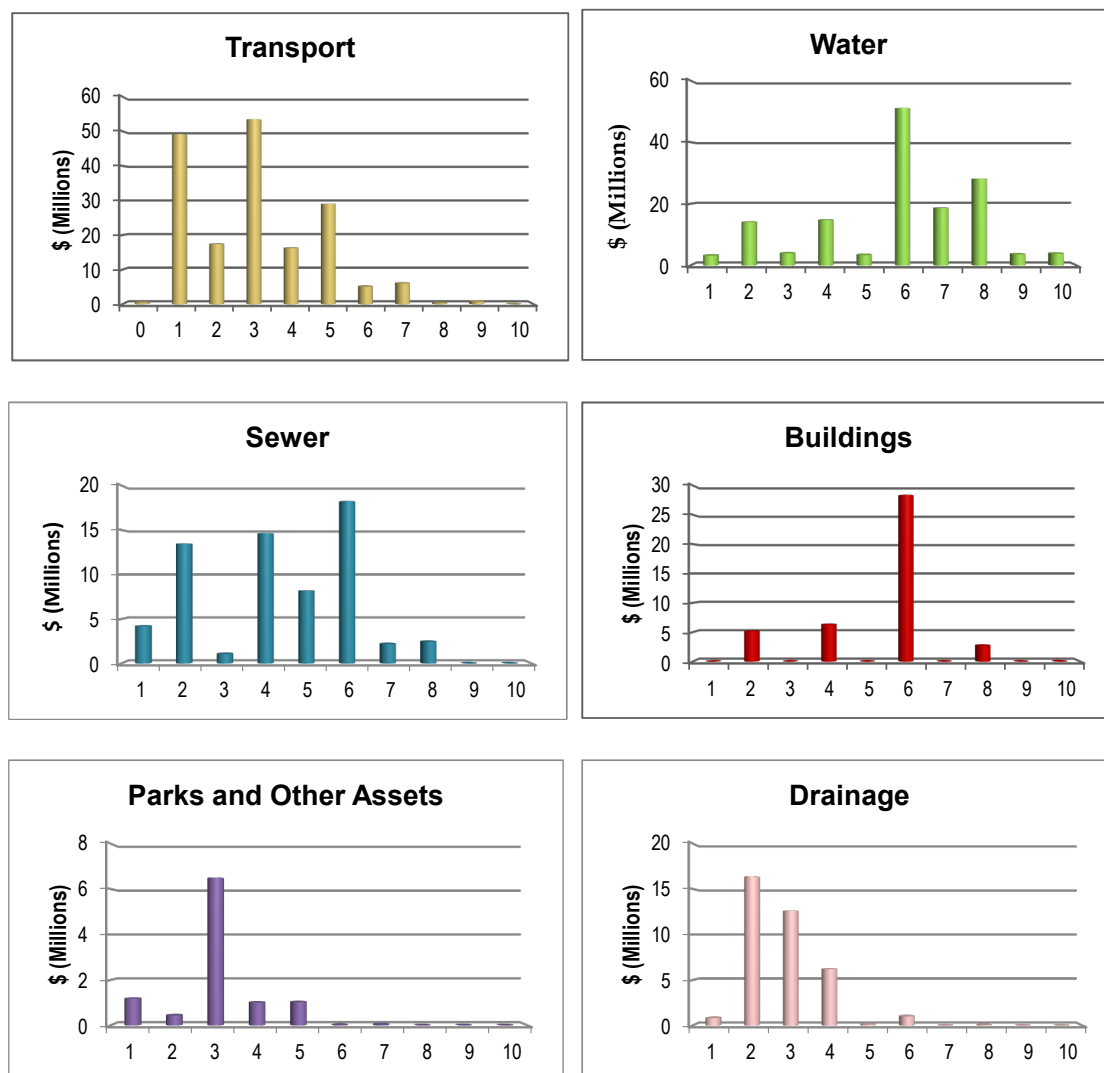 Transport
$ (Millions)
60
50
40
30
20
10
0
0 1 2 3 4 5 6 7 8 9 10
Water
$ (Millions)
60
40
20
0
1 2 3 4 5 6 7 8 9 10
Sewer
$ (Millions)
20
15
10
5
0
1 2 3 4 5 6 7 8 9 10
Buildings
$ (Millions)
30
25
20
15
10
5
0
1 2 3 4 5 6 7 8 9 10
Parks and Other Assets
$ (Millions)
8
6
4
2
0
1 2 3 4 5 6 7 8 9 10
Drainage
$ (Millions)
20
15
10
5
0
1 2 3 4 5 6 7 8 9 10